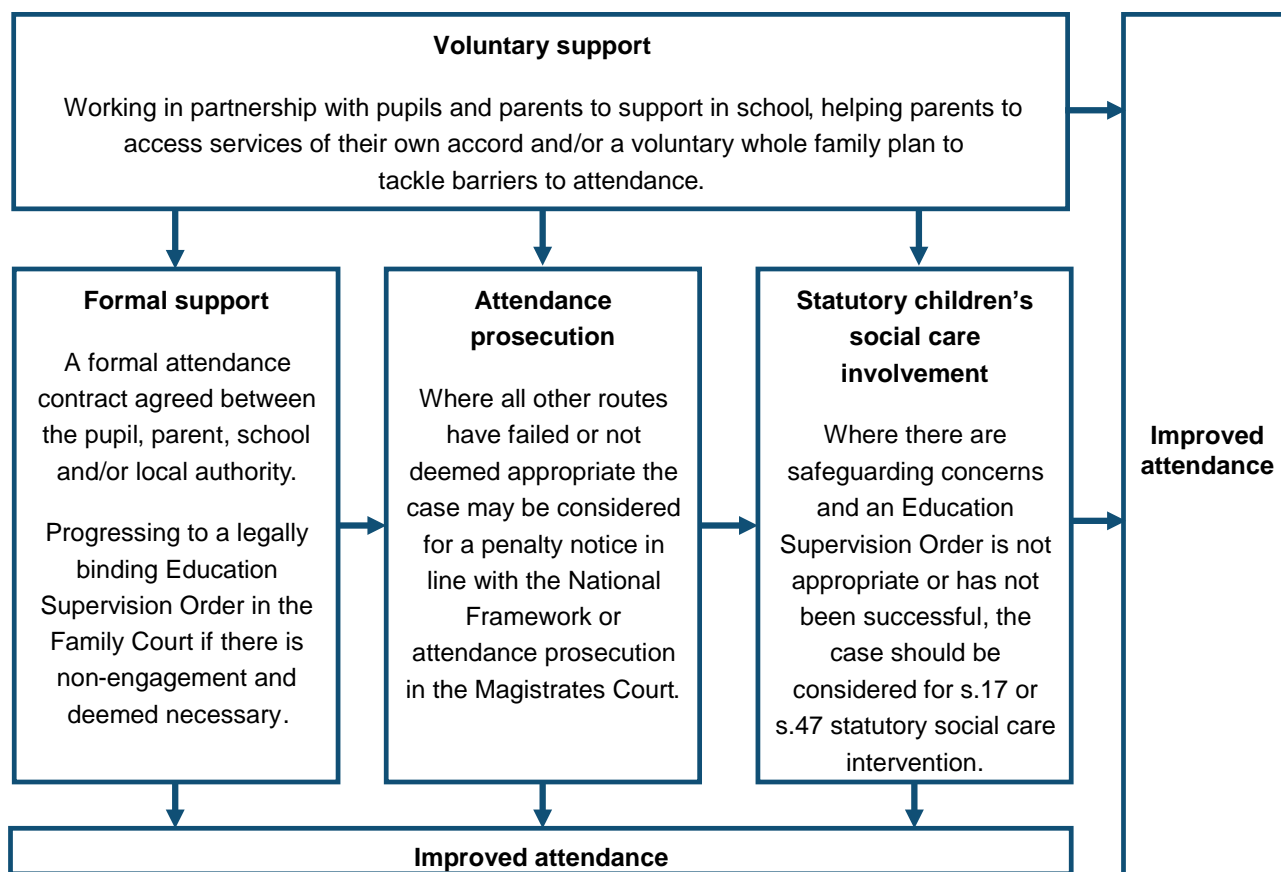 Voluntary support
Working in partnership with pupils and parents to support in school, helping parents to
access services of their own accord and/or a voluntary whole family plan to
tackle barriers to attendance.
Formal support
A formal attendance
contract agreed between
the pupil, parent, school
and/or local authority.
Progressing to a legally
binding Education
Supervision Order in the
Family Court if there is
non-engagement and
deemed necessary.
Attendance
prosecution
Where all other routes
have failed or not
deemed appropriate the
case may be considered
for a penalty notice in
line with the National
Framework or
attendance prosecution
in the Magistrates Court.
Statutory children’s
social care
involvement
Where there are
safeguarding concerns
and an Education
Supervision Order is not
appropriate or has not
been successful, the
case should be
considered for s.17 or
s.47 statutory social care
intervention.
Improved
attendance
Improved attendance